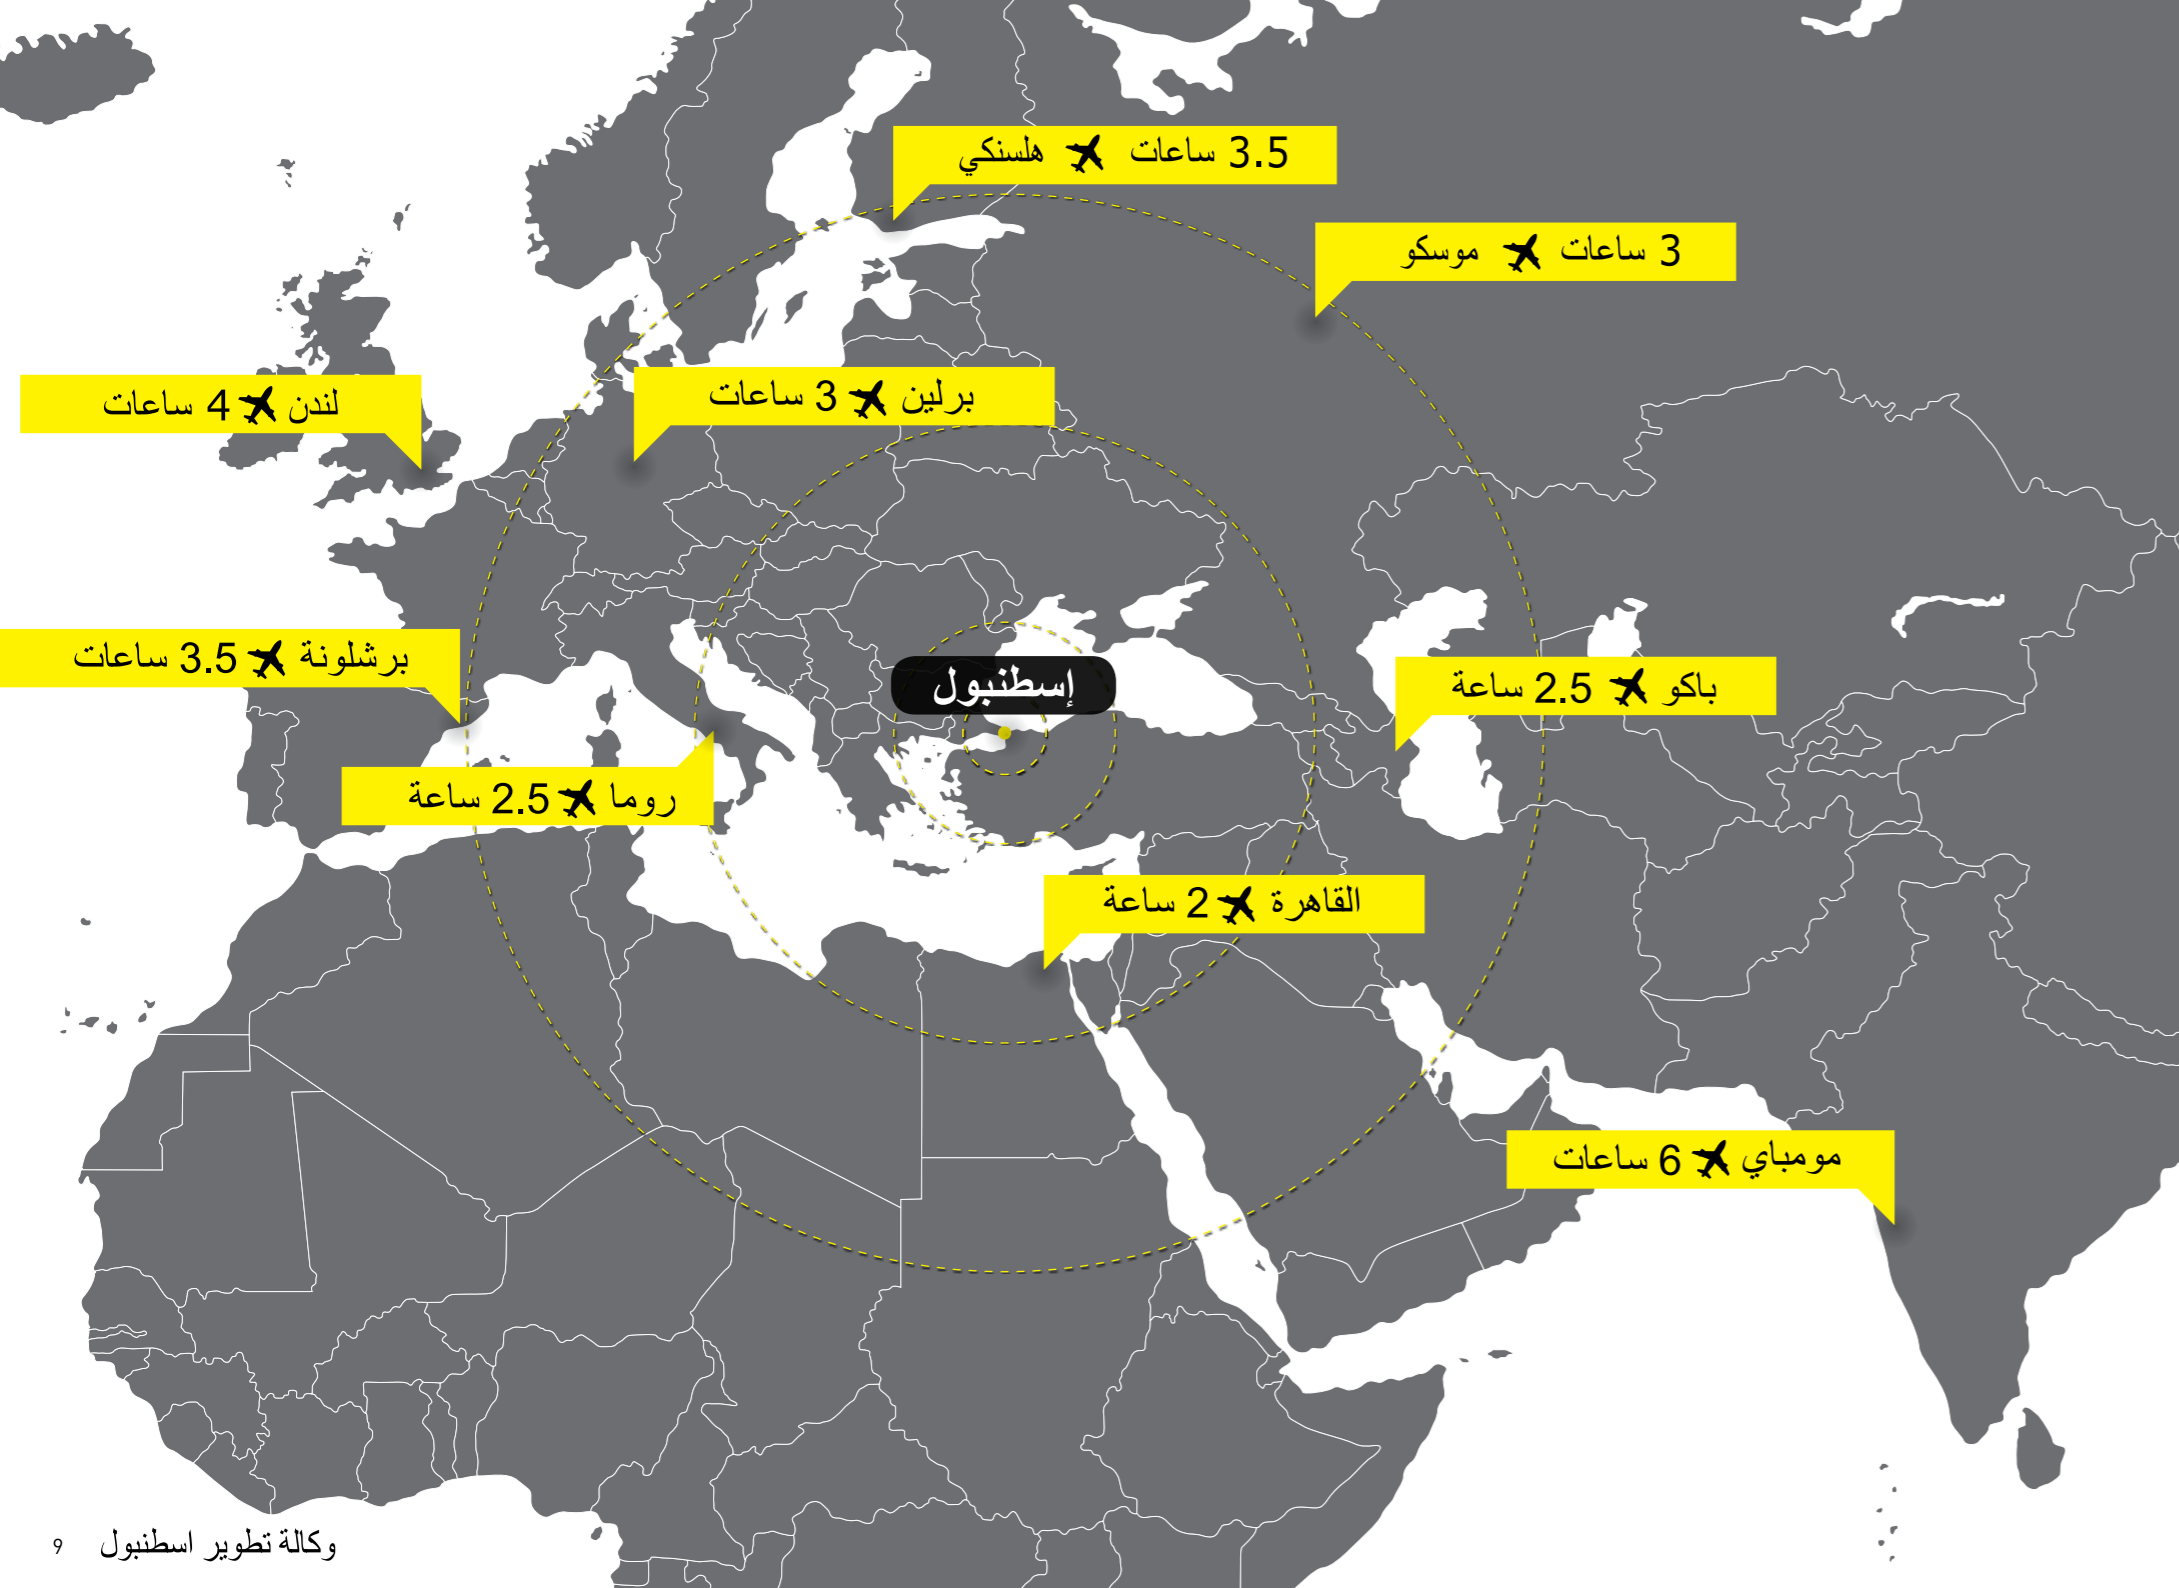 3.5 ساعات هلسنكي
3 ساعات موسكو
برلين 3 ساعات
لندن 4 ساعات
برشلونة 3.5 ساعات
إسطنبول
باكو 2.5 ساعة
روما 2.5 ساعة
القاهرة 2 ساعة
مومباي 6 ساعات
وكالة تطوير اسطنبول 9